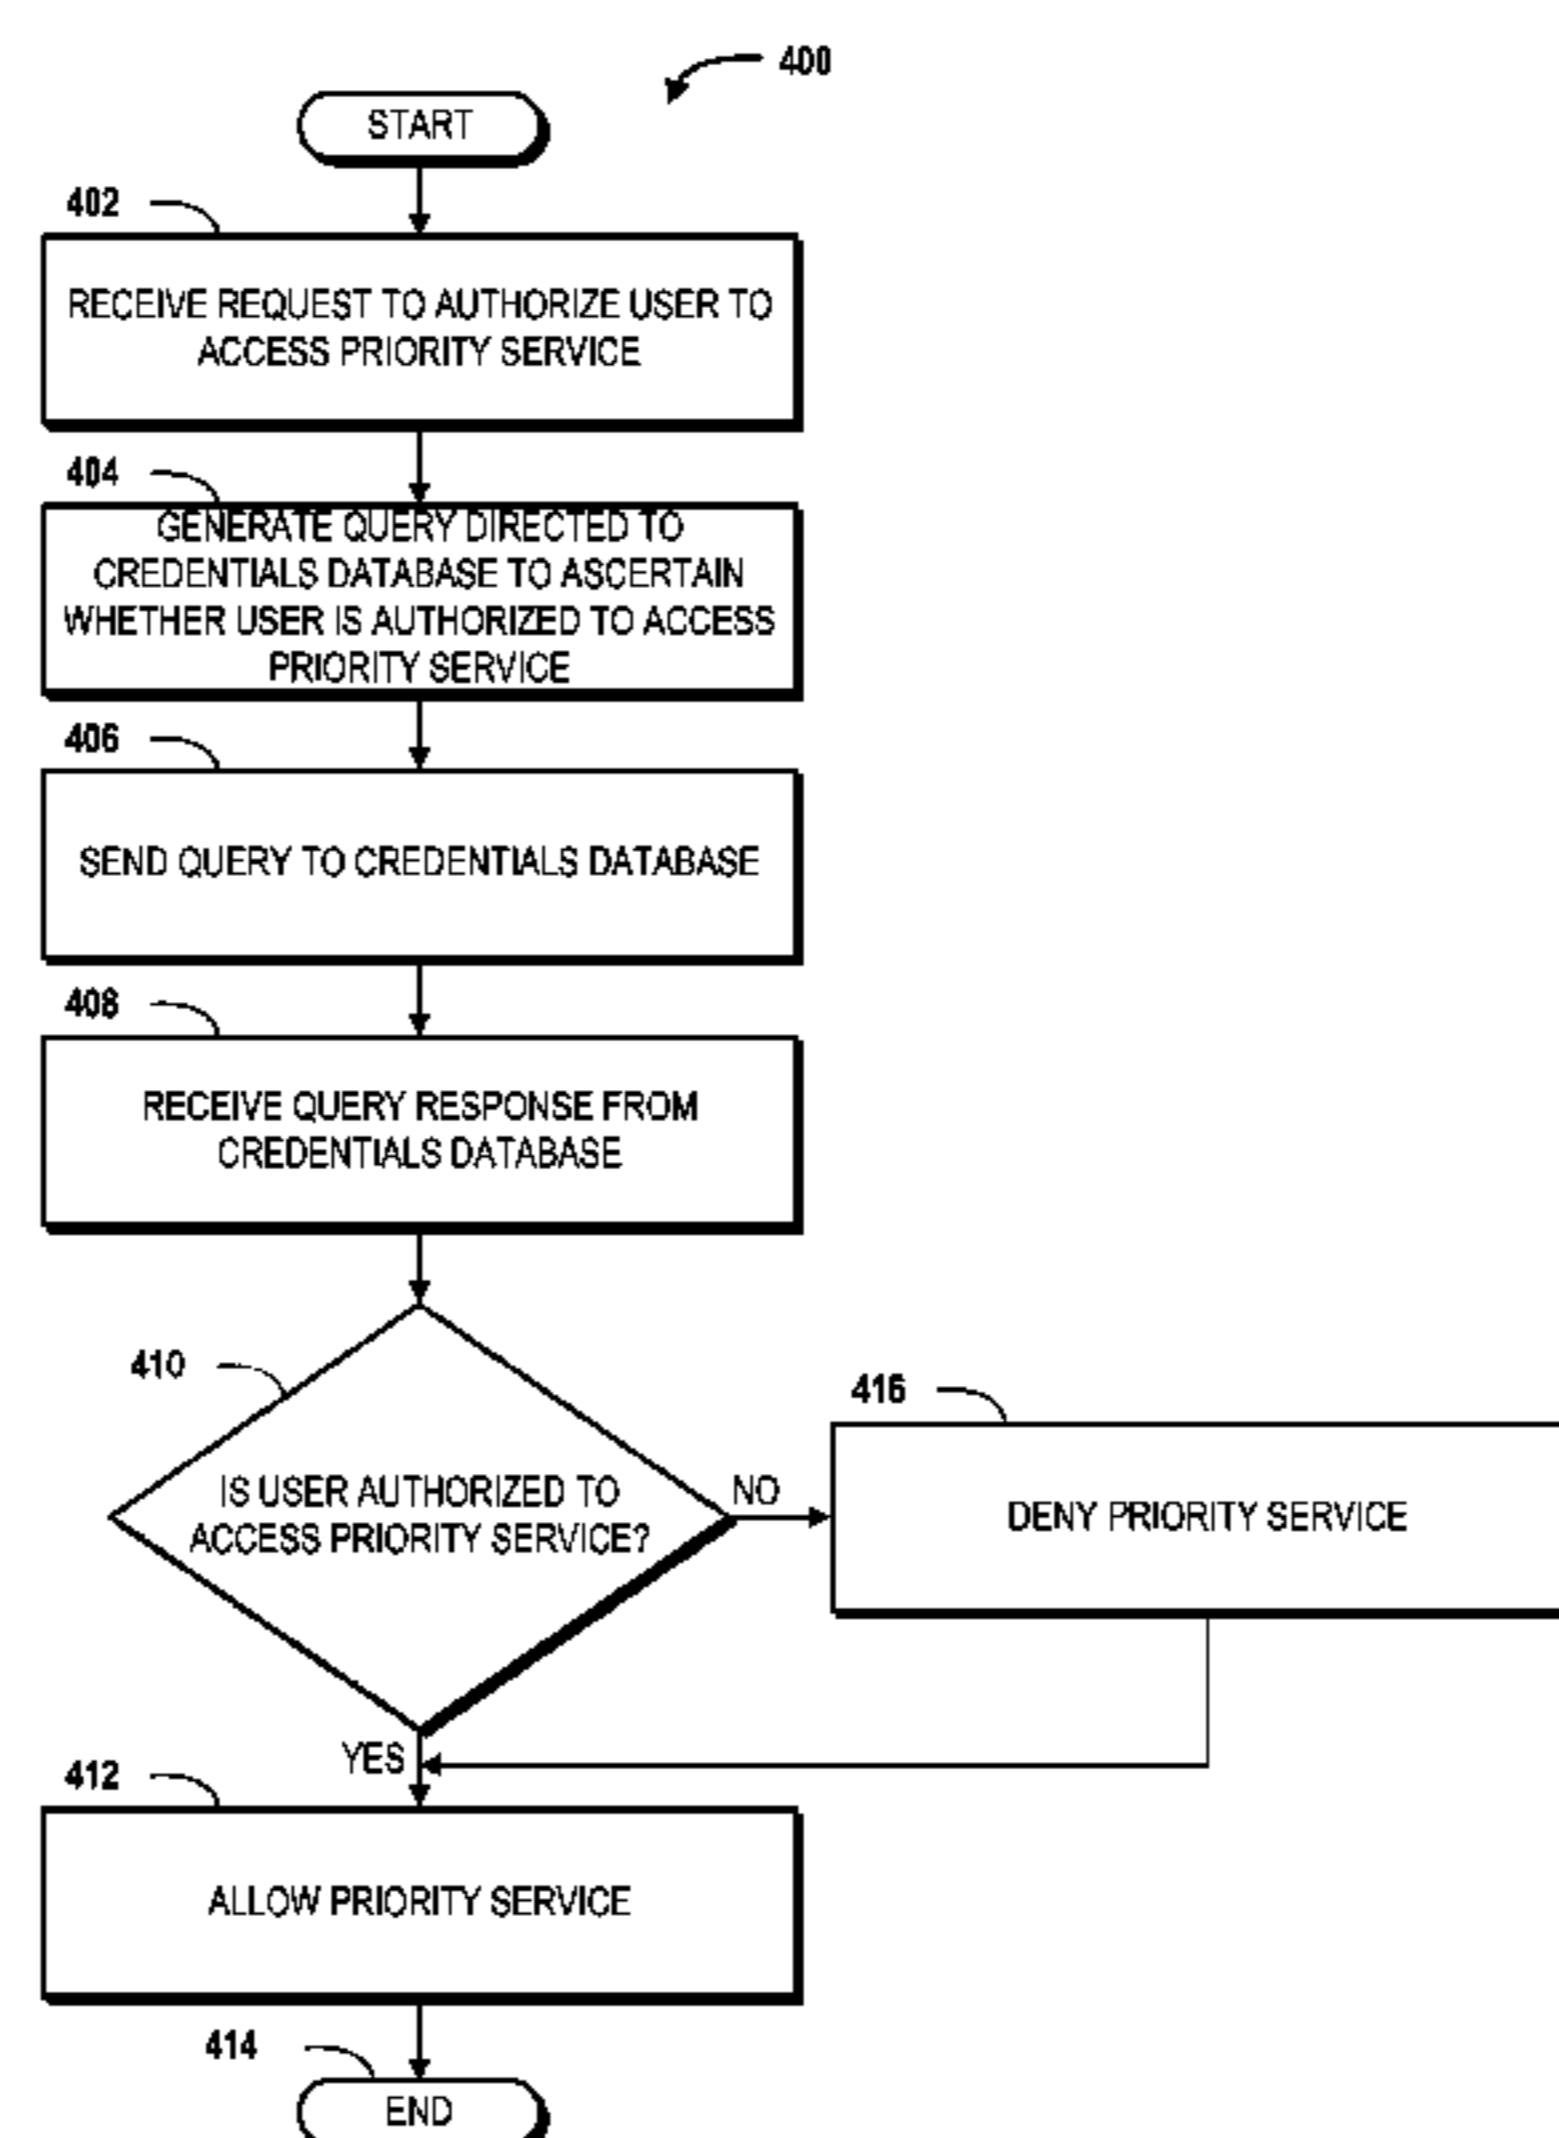 400
START
402
RECEIVE REQUEST TO AUTHORIZE USER TO
ACCESS PRIORITY SERVICE
404
GENERATE QUERY DIRECTED TO
CREDENTIALS DATABASE TO ASCERTAIN
WHETHER USER IS AUTHORIZED TO ACCESS
PRIORITY SERVICE
406
SEND QUERY TO CREDENTIALS DATABASE
408
RECEIVE QUERY RESPONSE FROM
CREDENTIALS DATABASE
410
IS USER AUTHORIZED TO
ACCESS PRIORITY SERVICE?
NO
416
DENY PRIORITY SERVICE
YES
412
ALLOW PRIORITY SERVICE
414
END